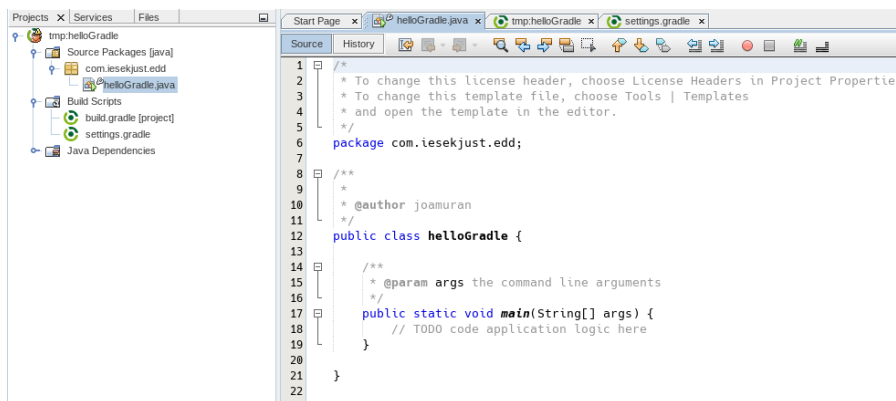 Projects Services Files
tmp:helloGradle
Source Packages [java]
com.iesekjust.edd
helloGradle.java
Build Scripts
build.gradle [project]
settings.gradle
Java Dependencies
Start Page helloGradle.java tmp:helloGradle settings.gradle
Source History
1 /*
2 * To change this license header, choose License Headers in Project Propertie
3 * To change this template file, choose Tools | Templates
4 * and open the template in the editor.
5 */
6 package com.iesekjust.edd;
7
8 /**
9 *
10 * @author joamuran
11 */
12 public class helloGradle {
13
14 /**
15 * @param args the command line arguments
16 */
17 public static void main(String[] args) {
18 // TODO code application logic here
19 }
20
21 }
22